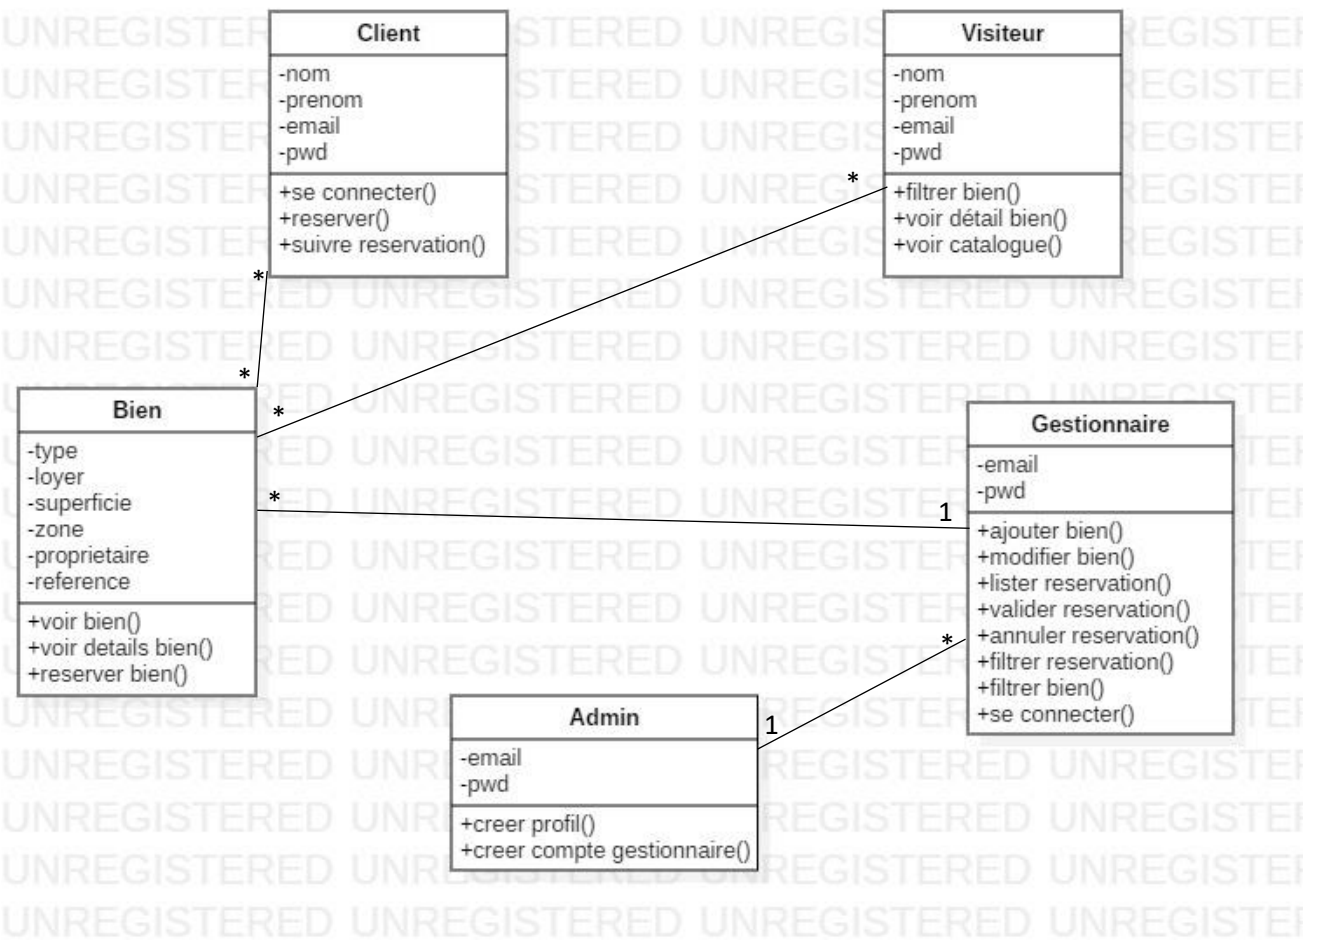 Client
-nom
-prenom
-email
-pwd
+se connecter()
+reserver()
+suivre reservation()
Visiteur
-nom
-prenom
-email
-pwd
+filtrer bien()
+voir détail bien()
+voir catalogue()
*
*
*
*
Bien
-type
-loyer
-superficie
-zone
-proprietaire
-reference
+voir bien()
+voir details bien()
+reserver bien()
*
1
Gestionnaire
-email
-pwd
+ajouter bien()
+modifier bien()
+lister reservation()
+valider reservation()
+annuler reservation()
+filtrer reservation()
+filtrer bien()
+se connecter()
*
1
Admin
-email
-pwd
+creer profil()
+creer compte gestionnaire()
UNREGISTERED